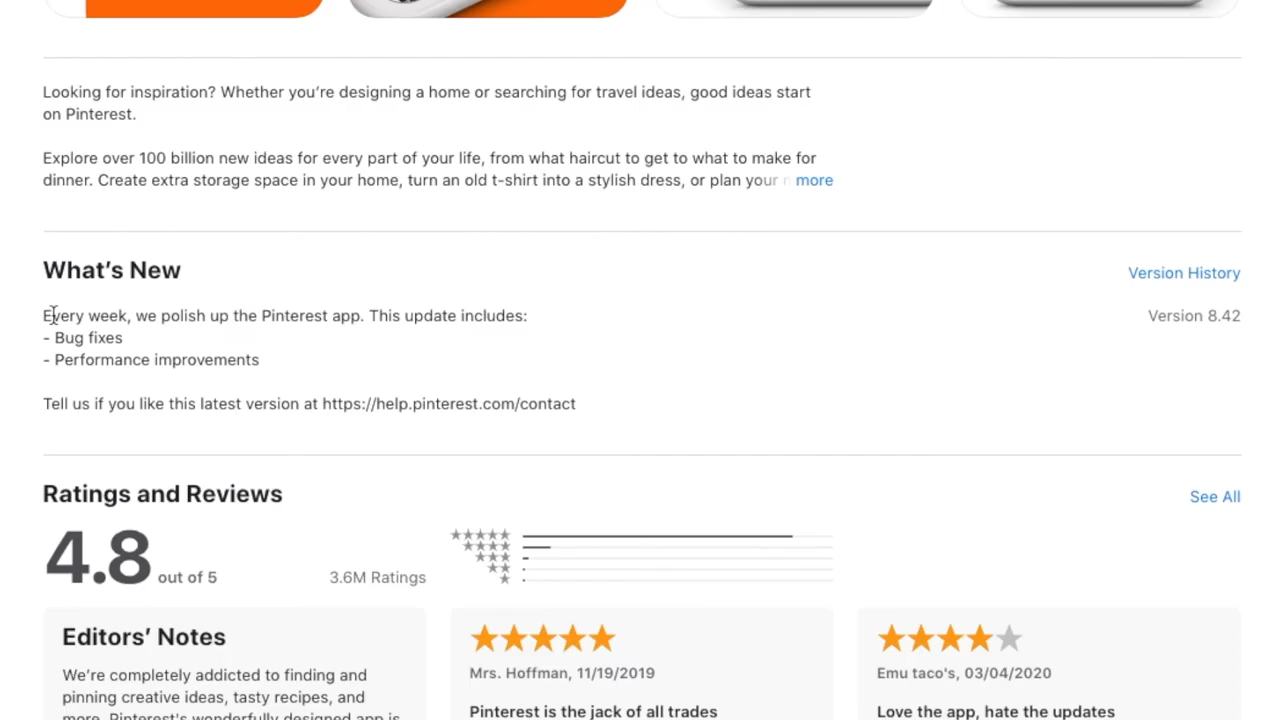 Looking for inspiration? Whether you’re designing a home or searching for travel ideas, good ideas start
on Pinterest.
Explore over 100 billion new ideas for every part of your life, from what haircut to get to what to make for
dinner. Create extra storage space in your home, turn an old t-shirt into a stylish dress, or plan your n more
What’s New
Version History
Every week, we polish up the Pinterest app. This update includes:
Version 8.42
- Bug fixes
- Performance improvements
Tell us if you like this latest version at https://help.pinterest.com/contact
Ratings and Reviews
See All
4.8 out of 5
3.6M Ratings
Editors’ Notes
We’re completely addicted to finding and
pinning creative ideas, tasty recipes, and
more. Pinterest's wonderfully designed app is
Mrs. Hoffman, 11/19/2019
Pinterest is the jack of all trades
Emu taco's, 03/04/2020
Love the app, hate the updates